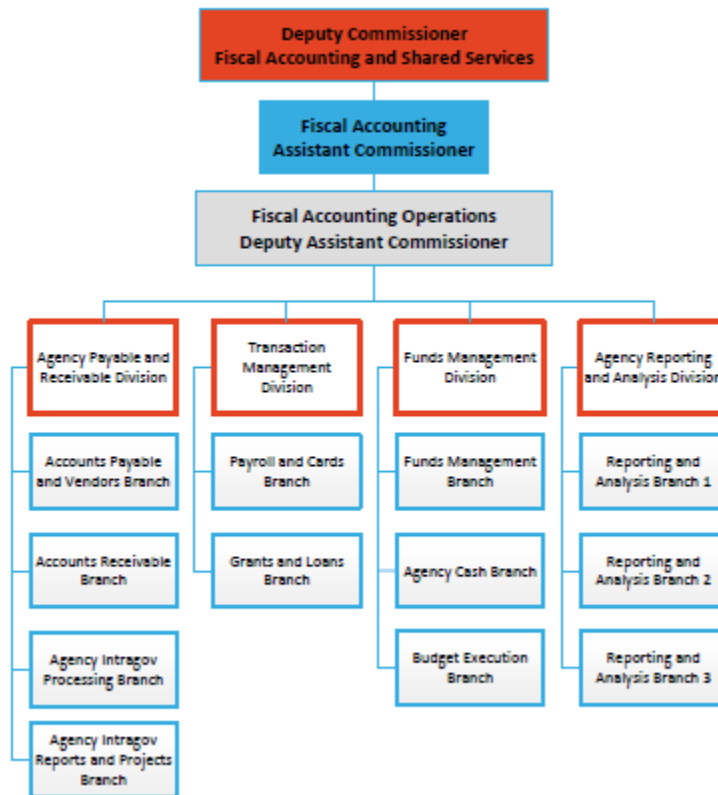 Deputy Commissioner
Fiscal Accounting and Shared Services
Fiscal Accounting
Assistant Commissioner
Fiscal Accounting Operations
Deputy Assistant Commissioner
Agency Payable and
Receivable Division
Accounts Payable
and Vendors Branch
Accounts Receivable
Branch
Agency Intragov
Processing Branch
Agency Intragov
Reports and Projects
Branch
Transaction
Management
Division
Payroll and Cards
Branch
Grants and Loans
Branch
Funds Management
Division
Funds Management
Branch
Agency Cash Branch
Budget Execution
Branch
Agency Reporting
and Analysis Division
Reporting and
Analysis Branch 1
Reporting and
Analysis Branch 2
Reporting and
Analysis Branch 3